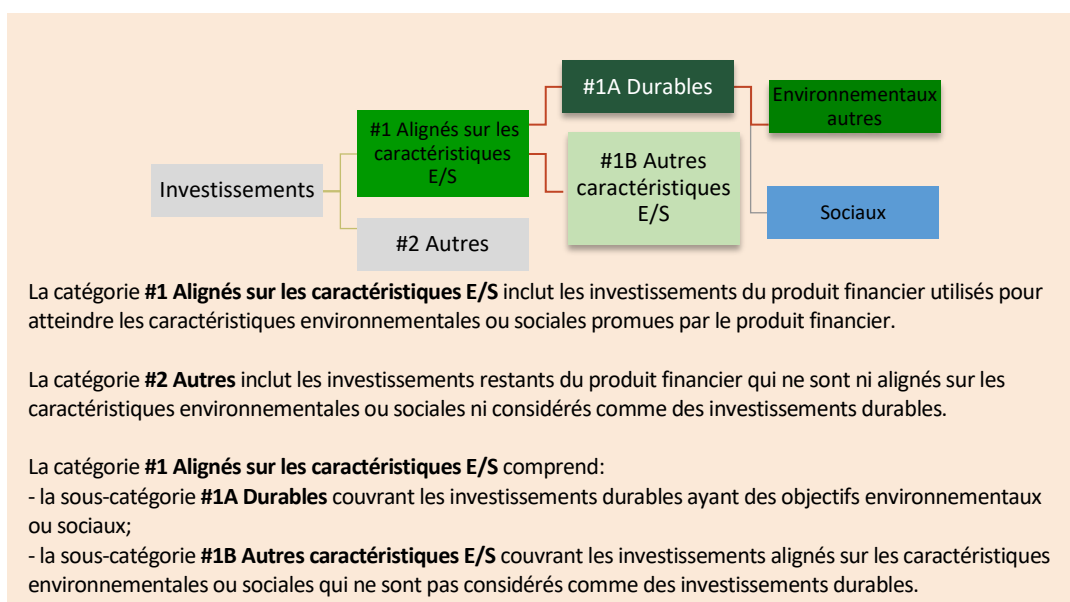 #1A Durables
Environnementaux
autres
#1 Alignés sur les
caractéristiques
E/S
#1B Autres
caractéristiques
E/S
Investissements
Sociaux
#2 Autres
La catégorie #1 Alignés sur les caractéristiques E/S inclut les investissements du produit financier utilisés pour
atteindre les caractéristiques environnementales ou sociales promues par le produit financier.
La catégorie #2 Autres inclut les investissements restants du produit financier qui ne sont ni alignés sur les
caractéristiques environnementales ou sociales ni considérés comme des investissements durables.
La catégorie #1 Alignés sur les caractéristiques E/S comprend:
- la sous-catégorie #1A Durables couvrant les investissements durables ayant des objectifs environnementaux
ou sociaux;
- la sous-catégorie #1B Autres caractéristiques E/S couvrant les investissements alignés sur les caractéristiques
environnementales ou sociales qui ne sont pas considérés comme des investissements durables.